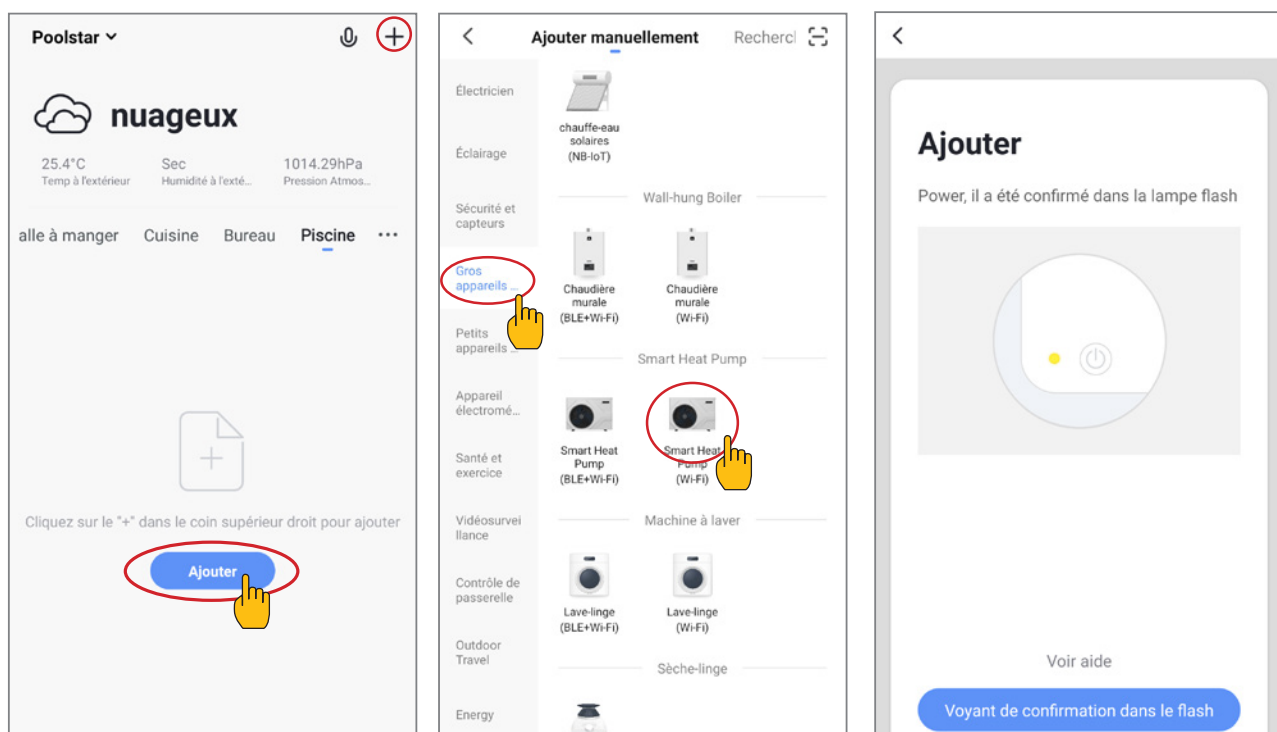 Poolstar
nuageux
25.4°C Sec 1014.29hPa
Temp à l'extérieur Humidité à l'exté... Pression Atmos...
alle à manger Cuisine Bureau Piscine ...
Cliquez sur le "+" dans le coin supérieur droit pour ajouter
Ajouter
Ajouter manuellement Rechercl
Électricien
Éclairage
Sécurité et
capteurs
Gros
appareils ...
Petits
appareils ...
Appareil
électromé...
Santé et
exercice
Vidéosurvei
llance
Contrôle de
passerelle
Outdoor
Travel
Energy
chauffe-eau
solaires
(NB-IoT)
Wall-hung Boiler
Chaudière
murale
(BLE+Wi-Fi)
Chaudière
murale
(Wi-Fi)
Smart Heat Pump
Smart Heat
Pump
(BLE+Wi-Fi)
Smart Heat
Pump
(Wi-Fi)
Machine à laver
Lave-linge
(BLE+Wi-Fi)
Lave-linge
(Wi-Fi)
Sèche-linge
Ajouter
Power, il a été confirmé dans la lampe flash
Voir aide
Voyant de confirmation dans le flash